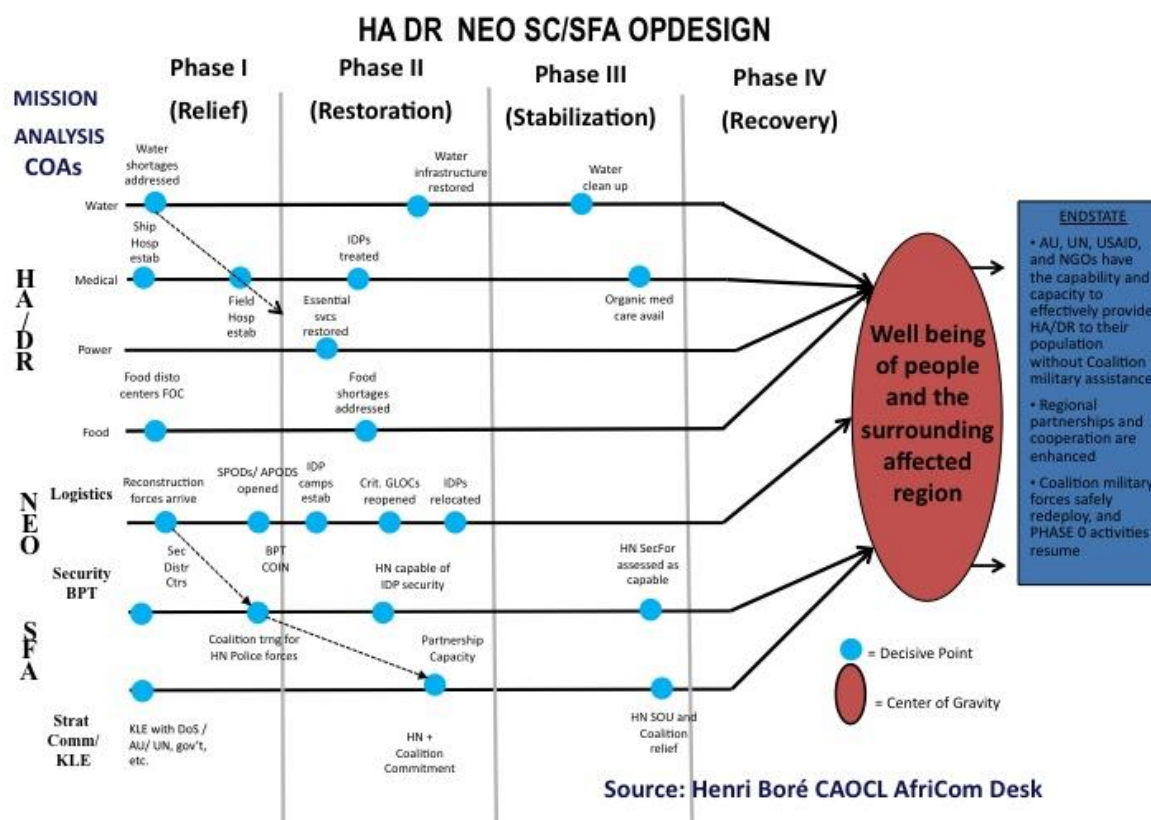 HA DR NEO SC/SFA OPDESIGN
Phase I
(Relief)
Phase II
(Restoration)
Phase III
(Stabilization)
Phase IV
(Recovery)
MISSION
ANALYSIS
COAs
Water
shortages
addressed
Water
infrastructure
restored
Water
clean up
Water
Ship
Hosp
estab
IDPs
treated
Medical
Field
Hosp
estab
Essential
svcs
restored
Organic med
care avail
Power
Food disto
centers FOC
Food
shortages
addressed
Food
HA/DR
Logistics
Reconstruction
forces arrive
SPODs/ APODS
opened
IDP
camps
estab
Crit. GLOCs
reopened
IDPs
relocated
NEO
Sec
Distr
Ctrs
BPT
COIN
HN capable of
IDP security
HN SecFor
assessed as
capable
Security
BPT
SFA
Coalition trng for
HN Police forces
Partnership
Capacity
Strat
Comm/
KLE
KLE with DoS /
AU/ UN, gov't,
etc.
HN +
Coalition
Commitment
HN SOU and
Coalition
relief
Well being
of people
and the
surrounding
affected
region
ENDSTATE
• AU, UN, USAID,
and NGOs have
the capability and
capacity to
effectively provide
HA/DR to their
population
without Coalition
military assistance
• Regional
partnerships and
cooperation are
enhanced
• Coalition military
forces safely
redeploy, and
PHASE 0 activities
resume
= Decisive Point
= Center of Gravity
Source: Henri Boré CAOCL AfriCom Desk